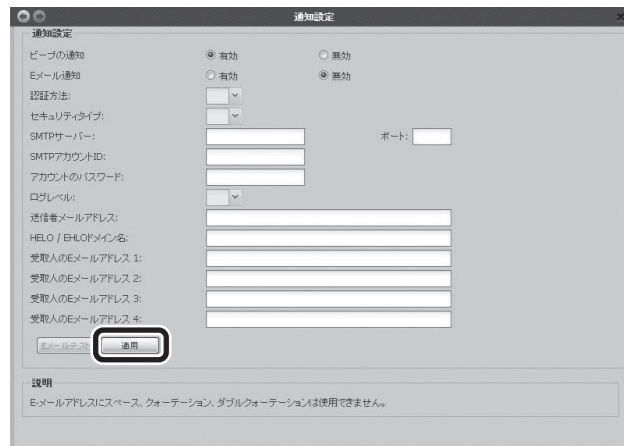 通知設定
通知設定
ビープの通知 有効 無効
Eメール通知 有効 無効
認証方法:
セキュリティタイプ:
SMTPサーバー: ポート:
SMTPアカウントID:
アカウントのパスワード:
ログレベル:
送信者メールアドレス:
HELO / EHLOドメイン名:
受取人のEメールアドレス 1:
受取人のEメールアドレス 2:
受取人のEメールアドレス 3:
受取人のEメールアドレス 4:
Eメールテスト 適用
説明
E-メールアドレスにスペース、クォーテーション、ダブルクォーテーションは使用できません。